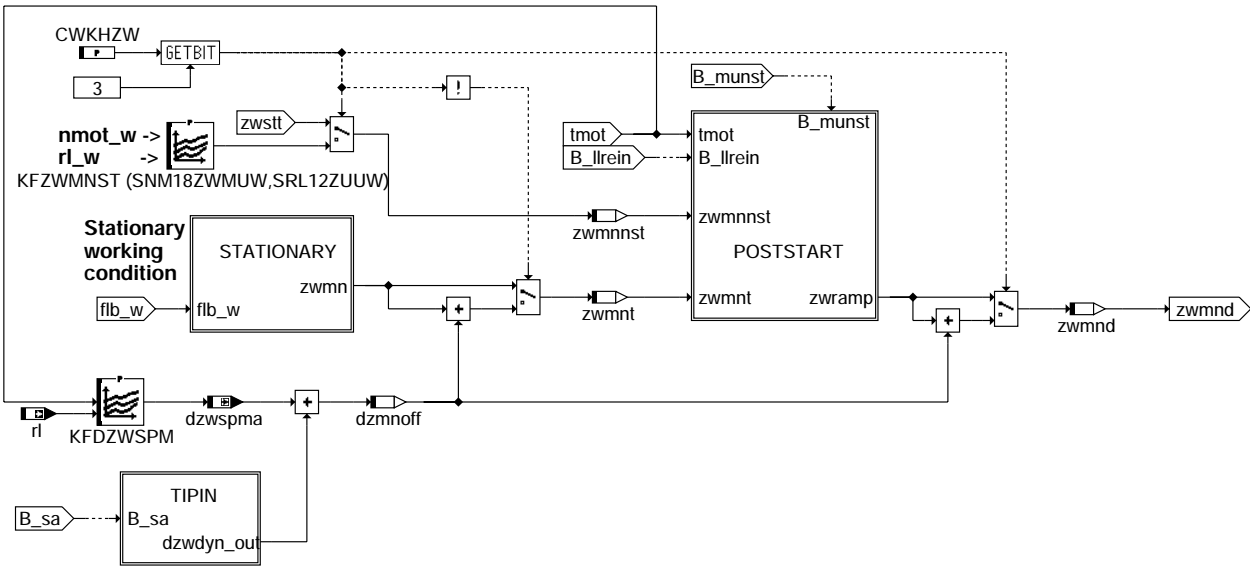 CWKHZW
P
GETBIT
3
!
B_munst
zwstt
P
nmot_w ->
rl_w ->
KFZWMNST (SNM18ZWMUW,SRL12ZUUW)
tmot
B_llrein
tmot
B_munst
B_llrein
zwmnnst
zwmnnst
POSTSTART
Stationary
working
condition
STATIONARY
zwmn
flb_w
flb_w
+
zwmnt
zwmnt
zwramp
+
zwmnd
zwmnd
P
rl
KFDZWSPM
dzwspma
+
dzmnoff
TIPIN
B_sa
B_sa
dzwdyn_out